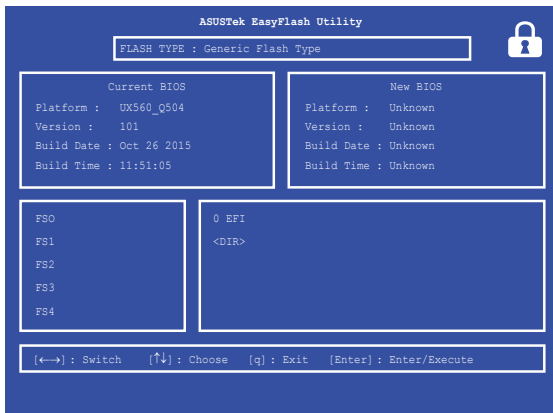 ASUSTek EasyFlash Utility
FLASH TYPE : Generic Flash Type
Current BIOS
Platform : UX560_Q504
Version : 101
Build Date : Oct 26 2015
Build Time : 11:51:05
New BIOS
Platform : Unknown
Version : Unknown
Build Date : Unknown
Build Time : Unknown
FSO
FS1
FS2
FS3
FS4
0 EFI
<DIR>
[←→] : Switch [↑↓] : Choose [q] : Exit [Enter] : Enter/Execute